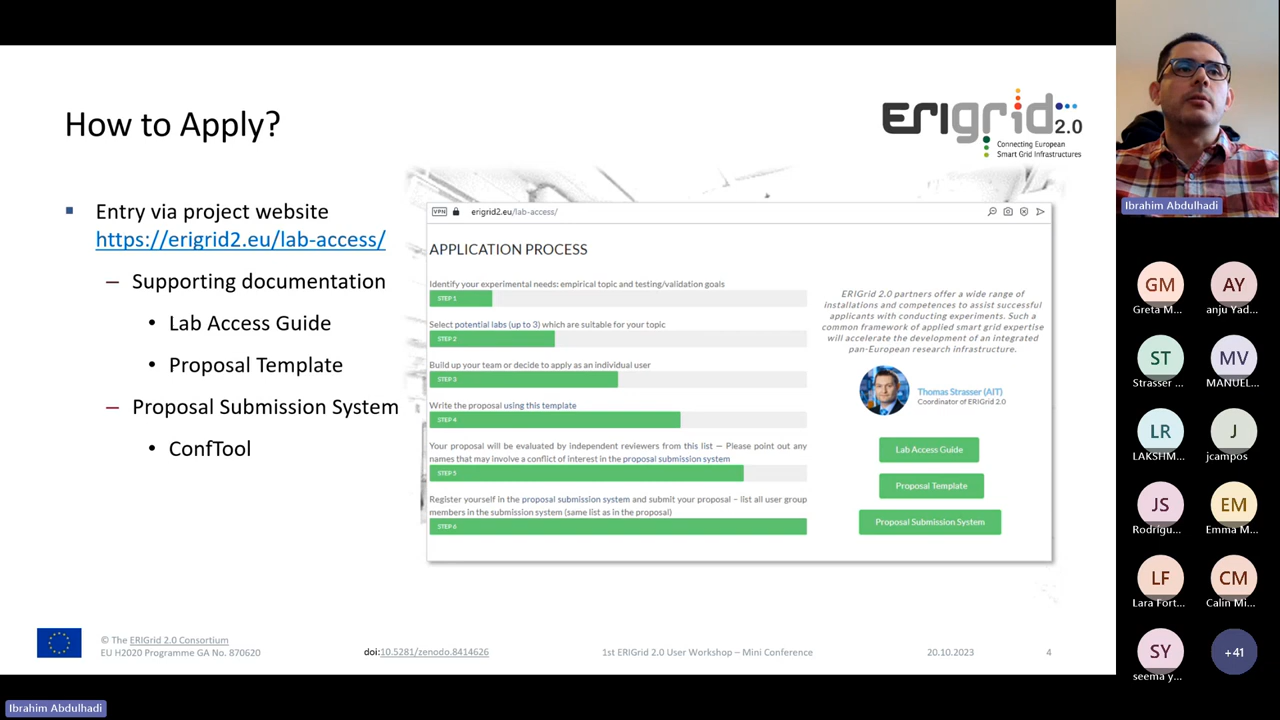 How to Apply?
ERIgrid 2.0
Connecting European
Smart Grid Infrastructures
Entry via project website
https://erigrid2.eu/lab-access/
– Supporting documentation
• Lab Access Guide
• Proposal Template
– Proposal Submission System
• ConfTool
VPN erigrid2.eu/lab-access/
APPLICATION PROCESS
Identify your experimental needs: empirical topic and testing/validation goals
STEP 1
Select potential labs (up to 3) which are suitable for your topic
STEP 2
Build up your team or decide to apply as an individual user
STEP 3
Write the proposal using this template
STEP 4
Your proposal will be evaluated by independent reviewers from this list — Please point out any
names that may involve a conflict of interest in the proposal submission system
STEP 5
Register yourself in the proposal submission system and submit your proposal – list all user group
members in the submission system (same list as in the proposal)
STEP 6
ERIGrid 2.0 partners offer a wide range of
installations and competences to assist successful
applicants with conducting experiments. Such a
common framework of applied smart grid expertise
will accelerate the development of an integrated
pan-European research infrastructure.
Thomas Strasser (AIT)
Coordinator of ERIGrid 2.0
Lab Access Guide
Proposal Template
Proposal Submission System
© The ERIGrid 2.0 Consortium
EU H2020 Programme GA No. 870620
doi:10.5281/zenodo.8414626
1st ERIGrid 2.0 User Workshop – Mini Conference
20.10.2023
4
Ibrahim Abdulhadi
GM
Greta M...
AY
anju Yad...
ST
Strasser ...
MV
MANUEL...
LR
LAKSHM...
J
jcampos
JS
Rodrigu...
EM
Emma M...
LF
Lara Fort...
CM
Calin Mi...
SY
seema y...
+41
Ibrahim Abdulhadi